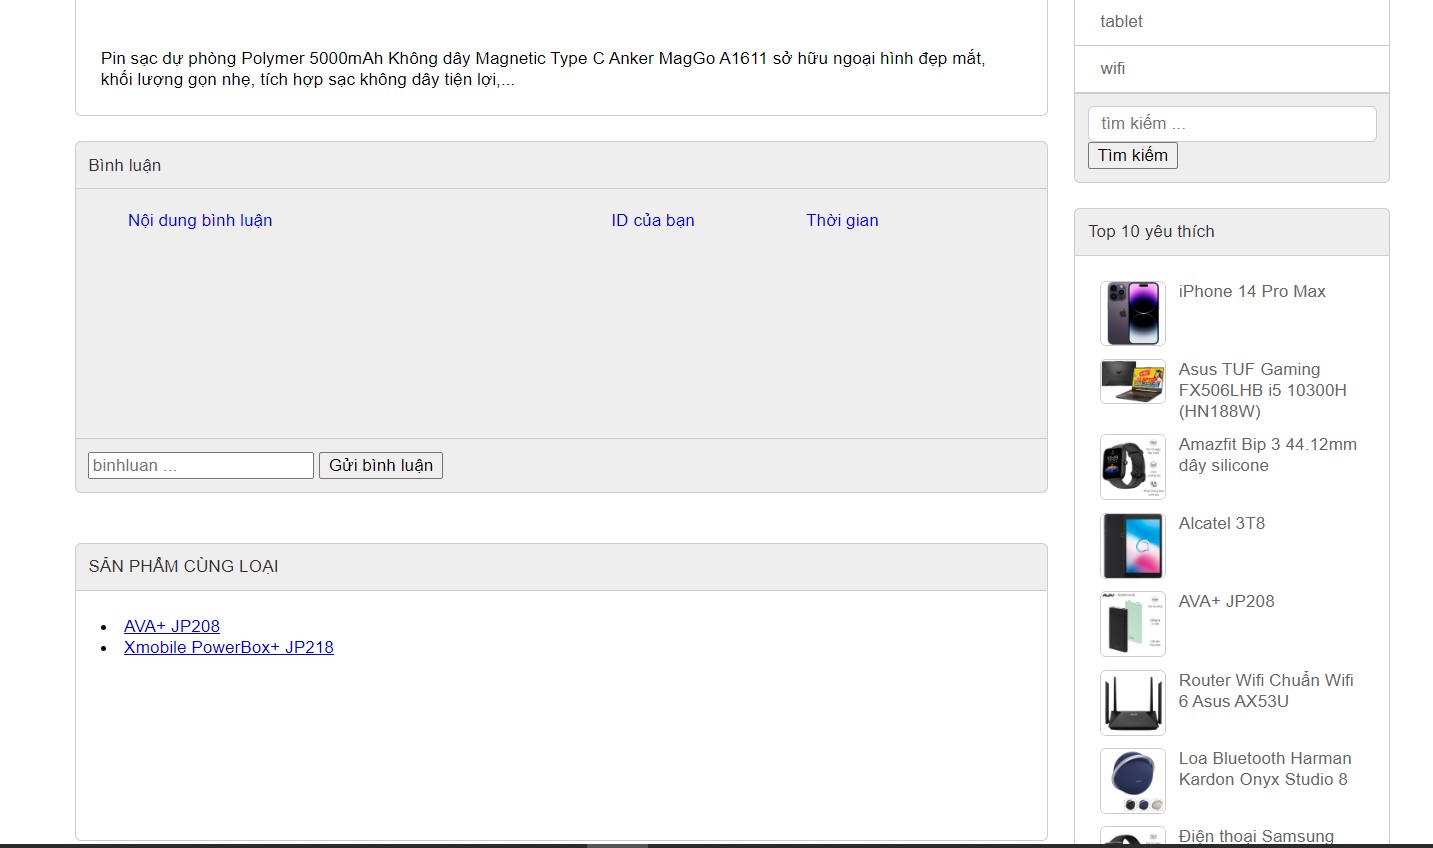 Pin sạc dự phòng Polymer 5000mAh Không dây Magnetic Type C Anker MagGo A1611 sở hữu ngoại hình đẹp mắt,
khối lượng gọn nhẹ, tích hợp sạc không dây tiện lợi,...
Bình luận
Nội dung bình luận ID của bạn Thời gian
binhluan ... Gửi bình luận
SẢN PHẨM CÙNG LOẠI
AVA+ JP208
Xmobile PowerBox+ JP218
tablet
wifi
tìm kiếm ...
Tìm kiếm
Top 10 yêu thích
iPhone 14 Pro Max
Asus TUF Gaming
FX506LHB i5 10300H
(HN188W)
Amazfit Bip 3 44.12mm
dây silicone
Alcatel 3T8
AVA+ JP208
Router Wifi Chuẩn Wifi
6 Asus AX53U
Loa Bluetooth Harman
Kardon Onyx Studio 8
Điện thoại Samsung